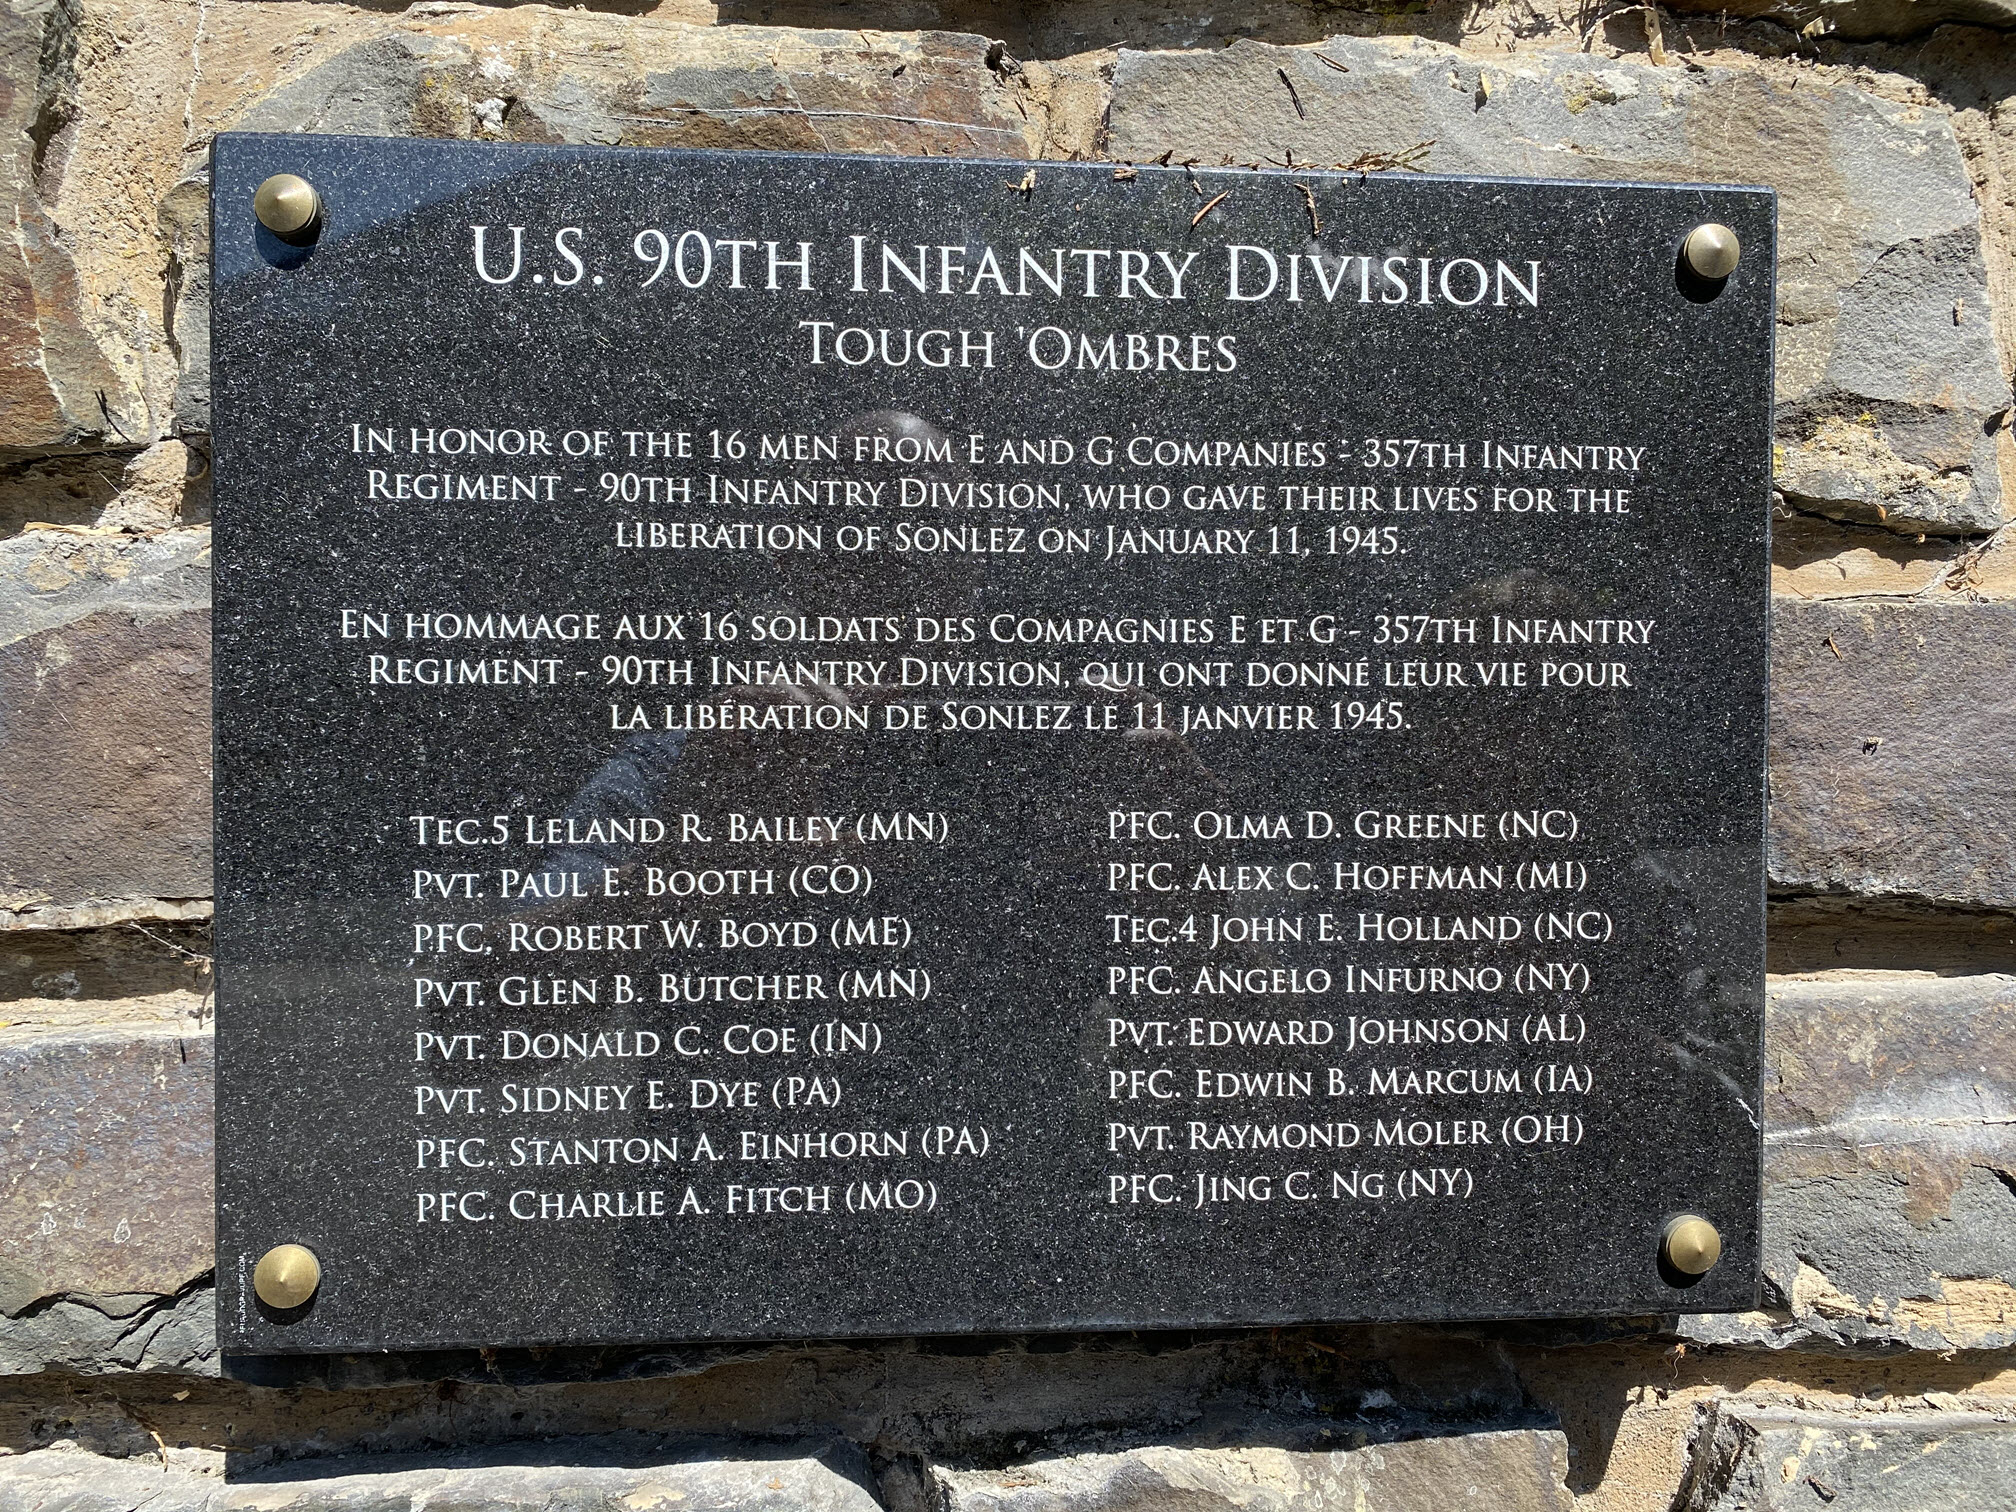 U.S. 90TH INFANTRY DIVISION
TOUGH 'OMBRES
IN HONOR OF THE 16 MEN FROM E AND G COMPANIES - 357TH INFANTRY
REGIMENT - 90TH INFANTRY DIVISION, WHO GAVE THEIR LIVES FOR THE
LIBERATION OF SONLEZ ON JANUARY 11, 1945.
EN HOMMAGE AUX 16 SOLDATS DES COMPAGNIES E ET G - 357TH INFANTRY
REGIMENT - 90TH INFANTRY DIVISION, QUI ONT DONNÉ LEUR VIE POUR
LA LIBÉRATION DE SONLEZ LE 11 JANVIER 1945.
TEC.5 LELAND R. BAILEY (MN)
PVT. PAUL E. BOOTH (CO)
PFC. ROBERT W. BOYD (ME)
PVT. GLEN B. BUTCHER (MN)
PVT. DONALD C. COE (IN)
PVT. SIDNEY E. DYE (PA)
PFC. STANTON A. EINHORN (PA)
PFC. CHARLIE A. FITCH (MO)
PFC. OLMA D. GREENE (NC)
PFC. ALEX C. HOFFMAN (MI)
TEC.4 JOHN E. HOLLAND (NC)
PFC. ANGELO INFURNO (NY)
PVT. EDWARD JOHNSON (AL)
PFC. EDWIN B. MARCUM (IA)
PVT. RAYMOND MOLER (OH)
PFC. JING C. NG (NY)